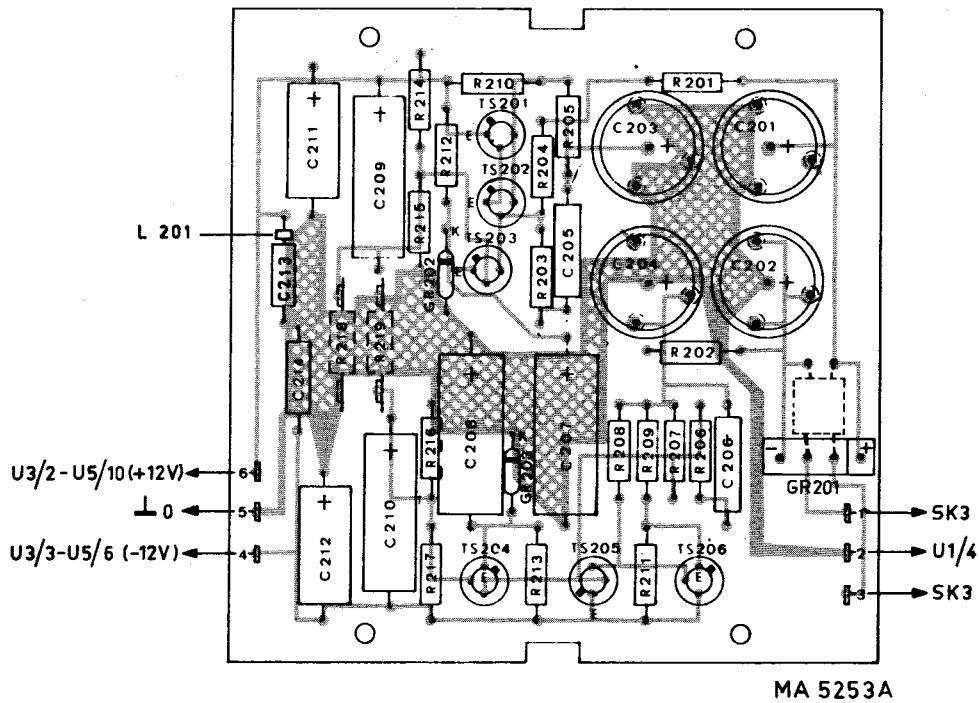 R214
R210
R201
TS201
C211
C209
R212
E
R204
R205
C203
C201
TS202
E
R215
K
TS203
L 201
C213
GR202
E
R203
C205
C204
C202
R218
R219
R202
C214
C208
C207
R216
R208
R209
R207
R206
C206
GR201
U3/2-U5/10 (+12V)
6
0
5
U3/3-U5/6 (-12V)
4
C212
C210
R217
TS204
E
R213
TS205
R211
TS206
E
1
SK3
2
U1/4
3
SK3
-
+
MA 5253A